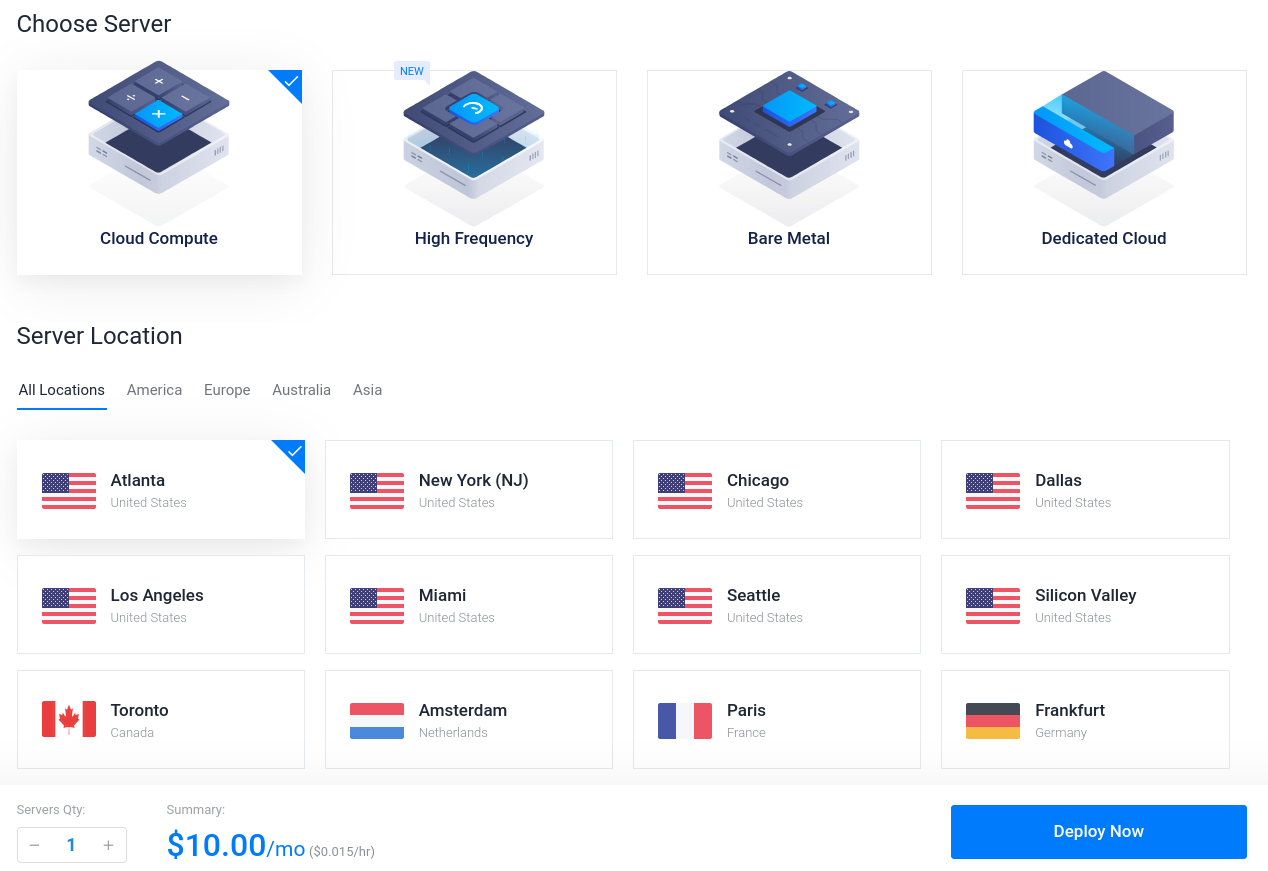 Choose Server
NEW
Cloud Compute
High Frequency
Bare Metal
Dedicated Cloud
Server Location
All Locations America Europe Australia Asia
Atlanta
United States
New York (NJ)
United States
Chicago
United States
Dallas
United States
Los Angeles
United States
Miami
United States
Seattle
United States
Silicon Valley
United States
Toronto
Canada
Amsterdam
Netherlands
Paris
France
Frankfurt
Germany
Servers Qty:
− 1 +
Summary:
$10.00/mo ($0.015/hr)
Deploy Now